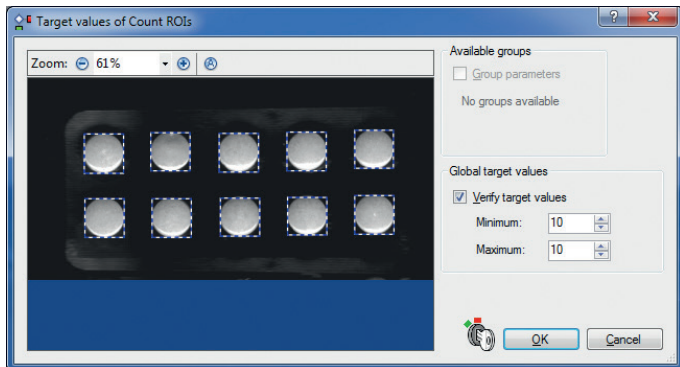 Target values of Count ROIs
?
X
Zoom:
61%
Available groups
Group parameters
No groups available
Global target values
Verify target values
Minimum: 10
Maximum: 10
OK
Cancel